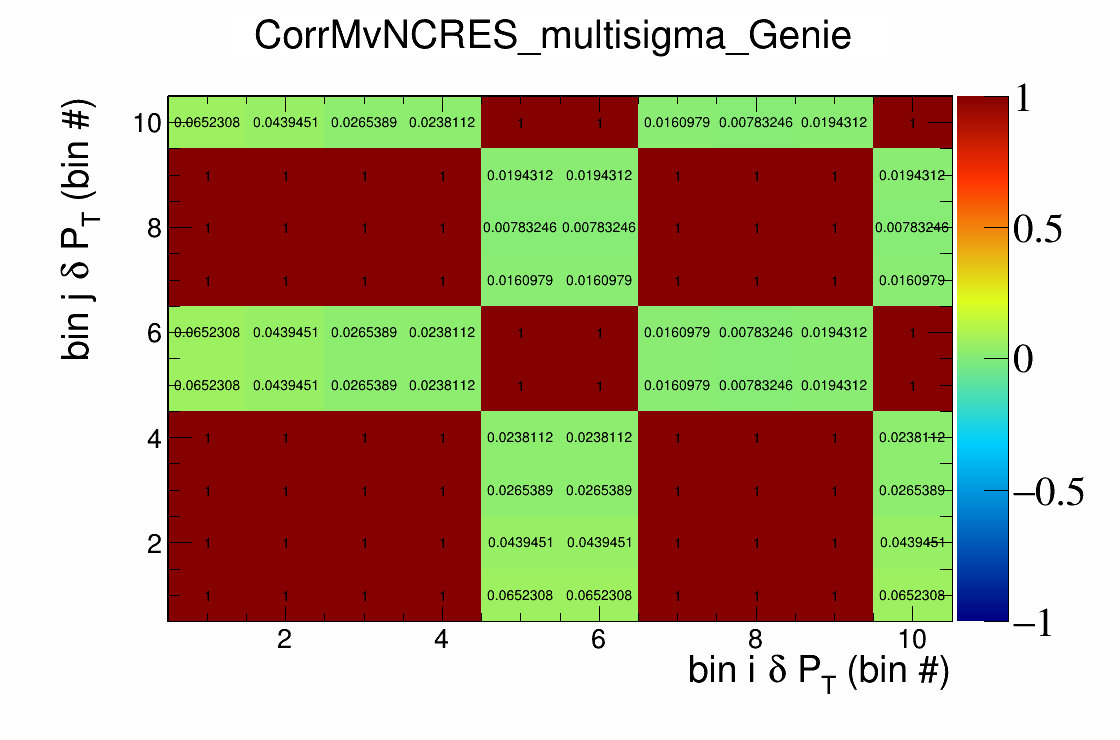 CorrMvNCRES_multisigma_Genie
bin j δ P_T (bin #)
10 0.0652308 0.0439451 0.0265389 0.0238112 1 1 0.0160979 0.00783246 0.0194312 1
1 1 1 1 0.0194312 0.0194312 1 1 1 0.0194312
8 1 1 1 1 0.00783246 0.00783246 1 1 1 0.00783246
1 1 1 1 0.0160979 0.0160979 1 1 1 0.0160979
6 0.0652308 0.0439451 0.0265389 0.0238112 1 1 0.0160979 0.00783246 0.0194312 1
0.0652308 0.0439451 0.0265389 0.0238112 1 1 0.0160979 0.00783246 0.0194312 1
4 1 1 1 1 0.0238112 0.0238112 1 1 1 0.0238112
1 1 1 1 0.0265389 0.0265389 1 1 1 0.0265389
2 1 1 1 1 0.0439451 0.0439451 1 1 1 0.0439451
1 1 1 1 0.0652308 0.0652308 1 1 1 0.0652308
2 4 6 8 10
bin i δ P_T (bin #)
1
0.5
0
−0.5
−1